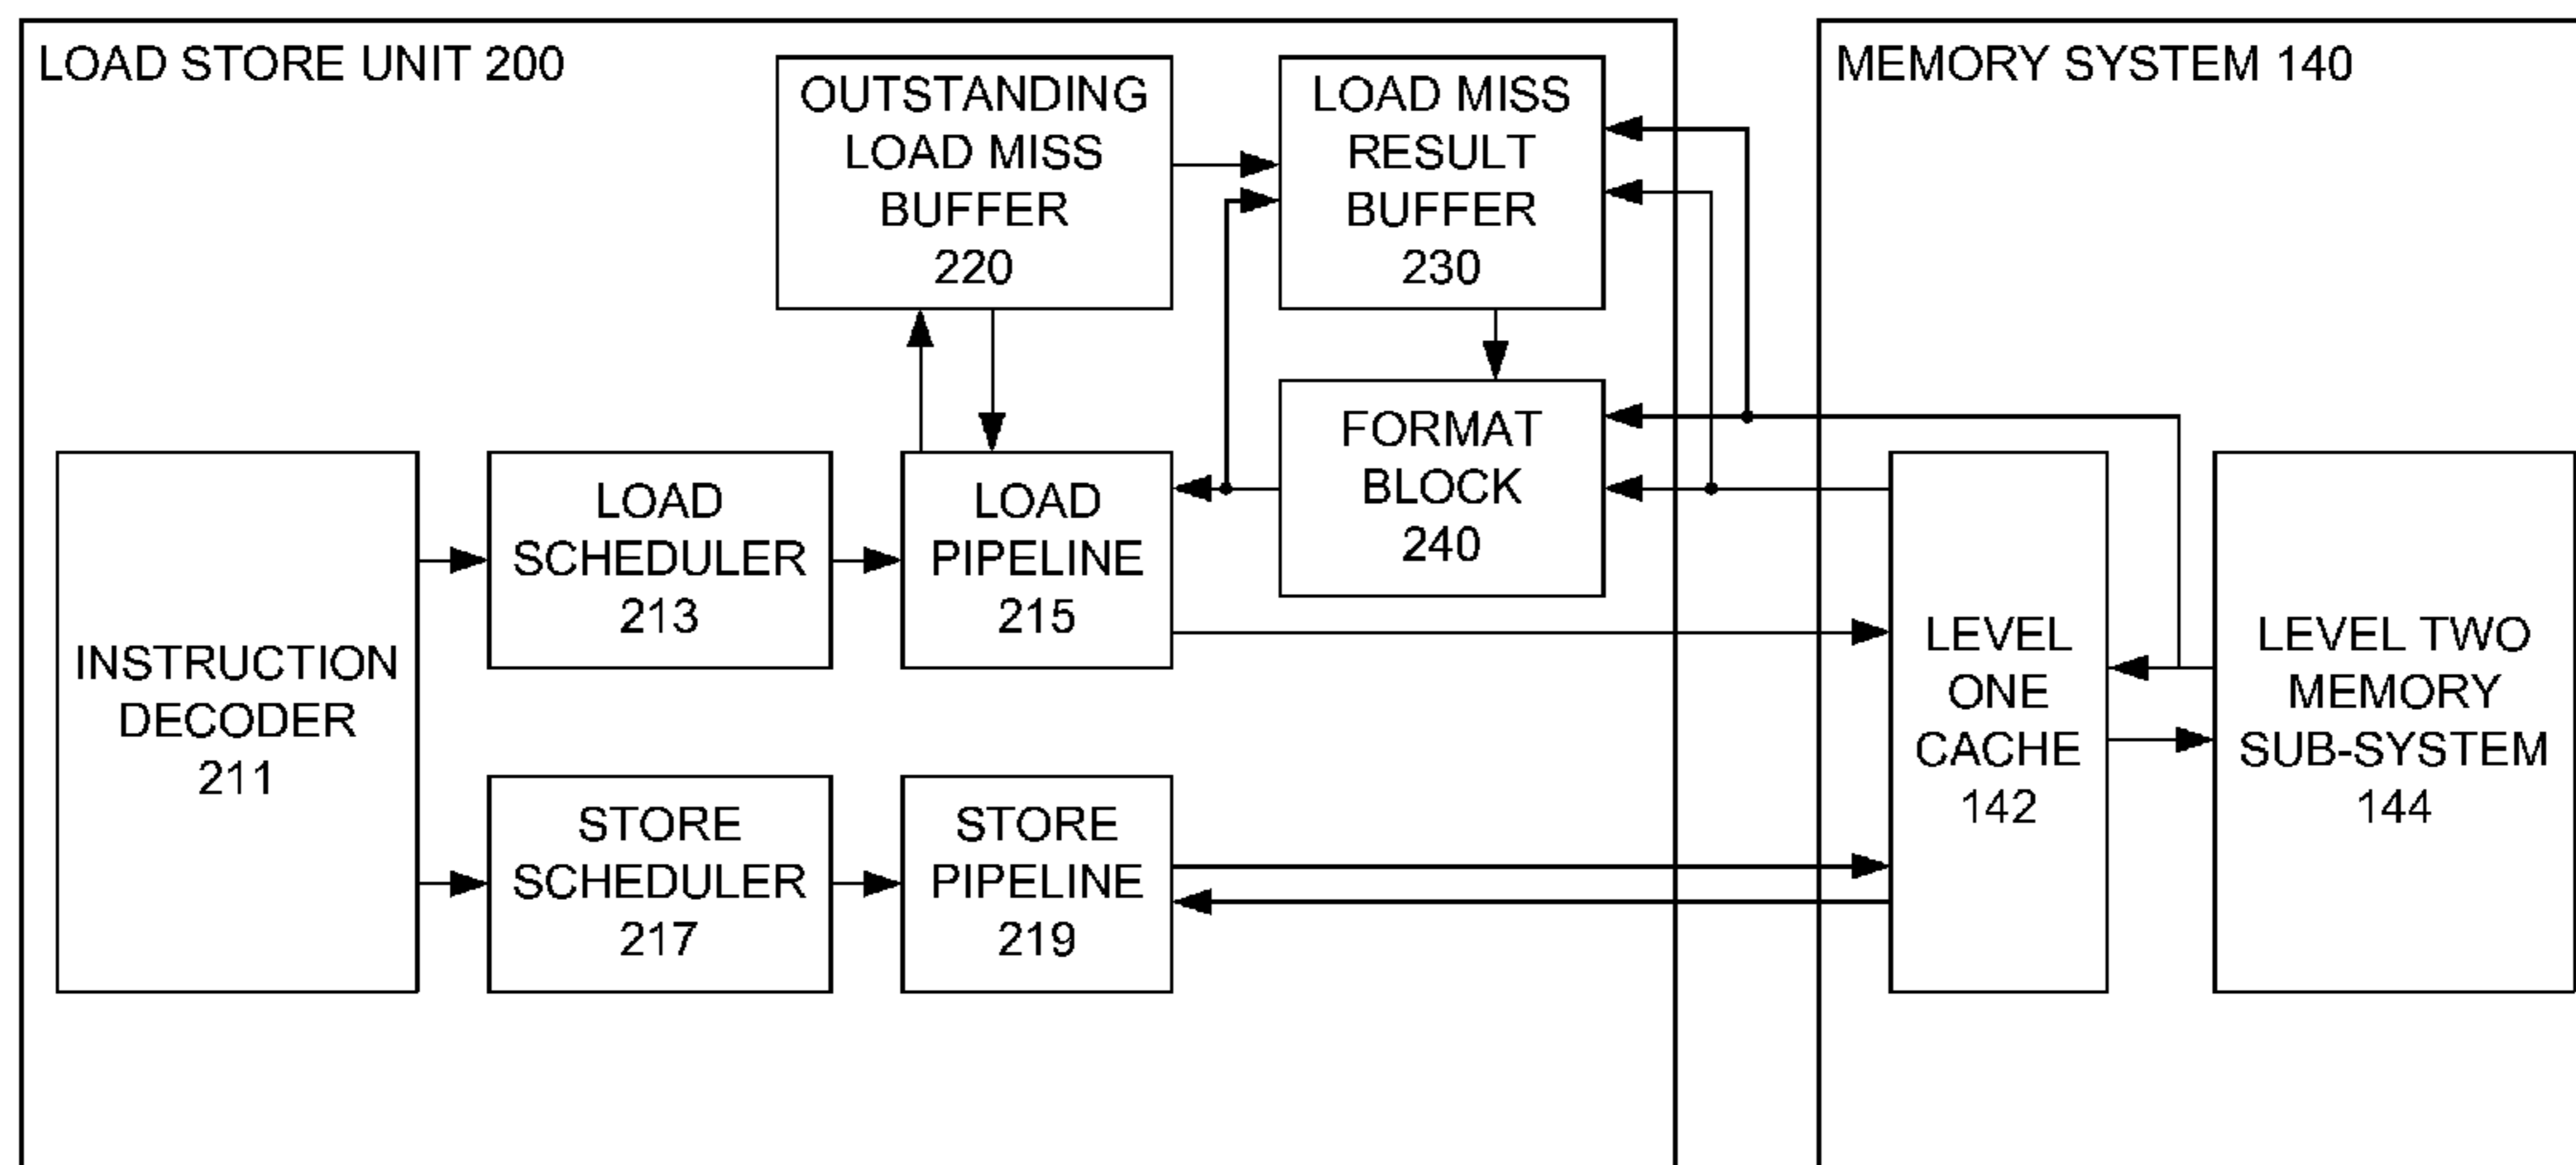 LOAD STORE UNIT 200
OUTSTANDING
LOAD MISS
BUFFER
220
LOAD MISS
RESULT
BUFFER
230
MEMORY SYSTEM 140
FORMAT
BLOCK
240
INSTRUCTION
DECODER
211
LOAD
SCHEDULER
213
LOAD
PIPELINE
215
STORE
SCHEDULER
217
STORE
PIPELINE
219
LEVEL
ONE
CACHE
142
LEVEL TWO
MEMORY
SUB-SYSTEM
144